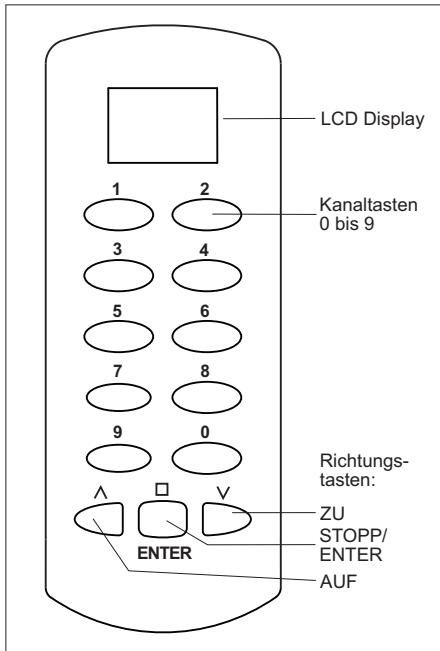 LCD Display
1 2
Kanaltasten
0 bis 9
3 4
5 6
7 8
9 0
Richtungs-
tasten:
ZU
STOPP/
ENTER
ENTER
AUF